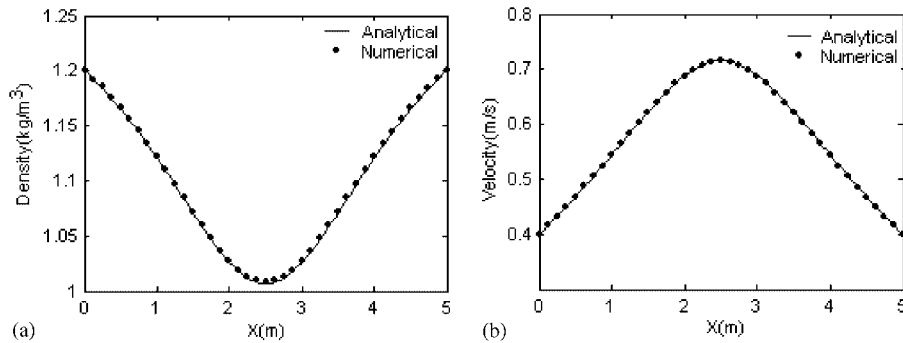 1.25
Analytical
Numerical
1.2
1.15
1.1
1.05
1
Density(kg/m³)
0 1 2 3 4 5
X(m)
(a)
0.8
Analytical
Numerical
0.7
0.6
0.5
0.4
Velocity(m/s)
0 1 2 3 4 5
X(m)
(b)